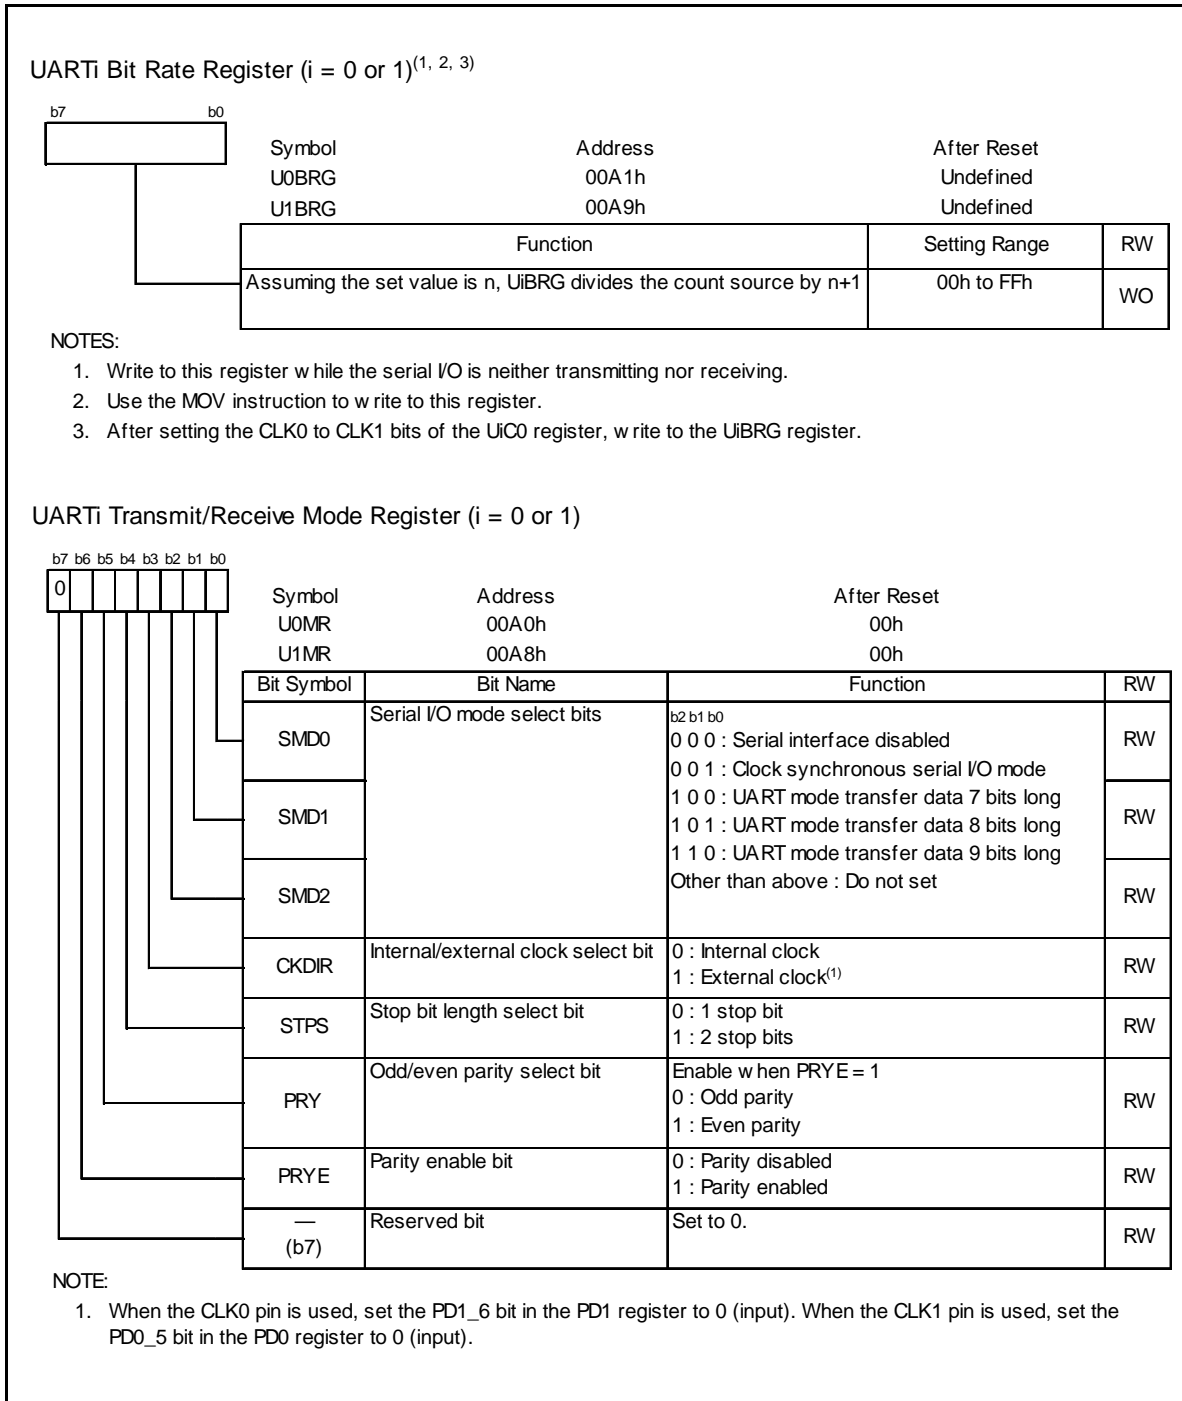 UARTi Bit Rate Register (i = 0 or 1)(1, 2, 3)
b7 b0
Symbol Address After Reset
U0BRG 00A1h Undefined
U1BRG 00A9h Undefined
Function Setting Range RW
Assuming the set value is n, UiBRG divides the count source by n+1 00h to FFh WO
NOTES:
1. Write to this register while the serial I/O is neither transmitting nor receiving.
2. Use the MOV instruction to write to this register.
3. After setting the CLK0 to CLK1 bits of the UiC0 register, write to the UiBRG register.
UARTi Transmit/Receive Mode Register (i = 0 or 1)
b7 b6 b5 b4 b3 b2 b1 b0
0
Symbol Address After Reset
U0MR 00A0h 00h
U1MR 00A8h 00h
Bit Symbol Bit Name Function RW
SMD0 Serial I/O mode select bits b2 b1 b0 RW
0 0 0 : Serial interface disabled
0 0 1 : Clock synchronous serial I/O mode
SMD1 1 0 0 : UART mode transfer data 7 bits long RW
1 0 1 : UART mode transfer data 8 bits long
1 1 0 : UART mode transfer data 9 bits long
SMD2 Other than above : Do not set RW
CKDIR Internal/external clock select bit 0 : Internal clock RW
1 : External clock(1)
STPS Stop bit length select bit 0 : 1 stop bit RW
1 : 2 stop bits
PRY Odd/even parity select bit Enable when PRYE = 1 RW
0 : Odd parity
1 : Even parity
PRYE Parity enable bit 0 : Parity disabled RW
1 : Parity enabled
— Reserved bit Set to 0. RW
(b7)
NOTE:
1. When the CLK0 pin is used, set the PD1_6 bit in the PD1 register to 0 (input). When the CLK1 pin is used, set the
PD0_5 bit in the PD0 register to 0 (input).